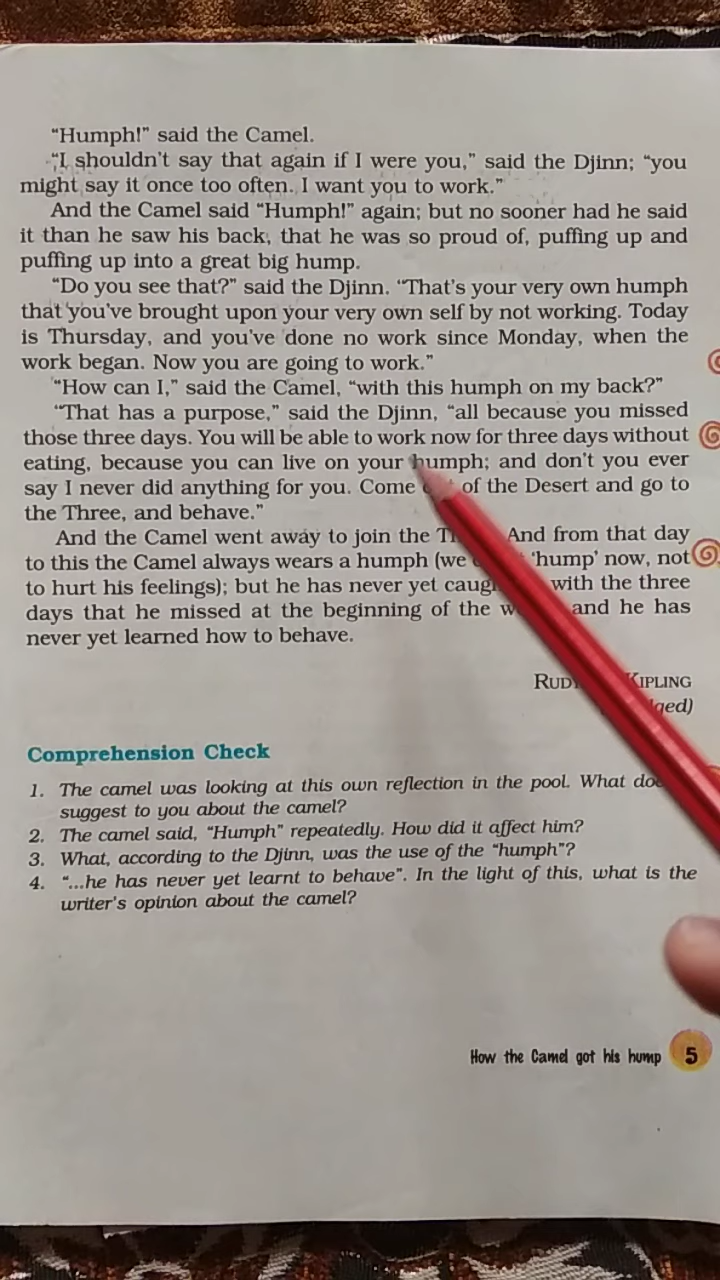 “Humph!” said the Camel.
“I shouldn't say that again if I were you,” said the Djinn; “you
might say it once too often. I want you to work.”
And the Camel said “Humph!” again; but no sooner had he said
it than he saw his back, that he was so proud of, puffing up and
puffing up into a great big hump.
“Do you see that?” said the Djinn. “That's your very own humph
that you've brought upon your very own self by not working. Today
is Thursday, and you've done no work since Monday, when the
work began. Now you are going to work.”
“How can I,” said the Camel, “with this humph on my back?”
“That has a purpose,” said the Djinn, “all because you missed
those three days. You will be able to work now for three days without
eating, because you can live on your humph; and don't you ever
say I never did anything for you. Come of the Desert and go to
the Three, and behave.”
And the Camel went away to join the And from that day
to this the Camel always wears a humph (we ‘hump’ now, not
to hurt his feelings); but he has never yet with the three
days that he missed at the beginning of the and he has
never yet learned how to behave.
KIPLING
Comprehension Check
1. The camel was looking at this own reflection in the pool. What
suggest to you about the camel?
2. The camel said, “Humph” repeatedly. How did it affect him?
3. What, according to the Djinn, was the use of the “humph”?
4. “...he has never yet learnt to behave”. In the light of this, what is the
writer's opinion about the camel?
How the Camel got his hump 5